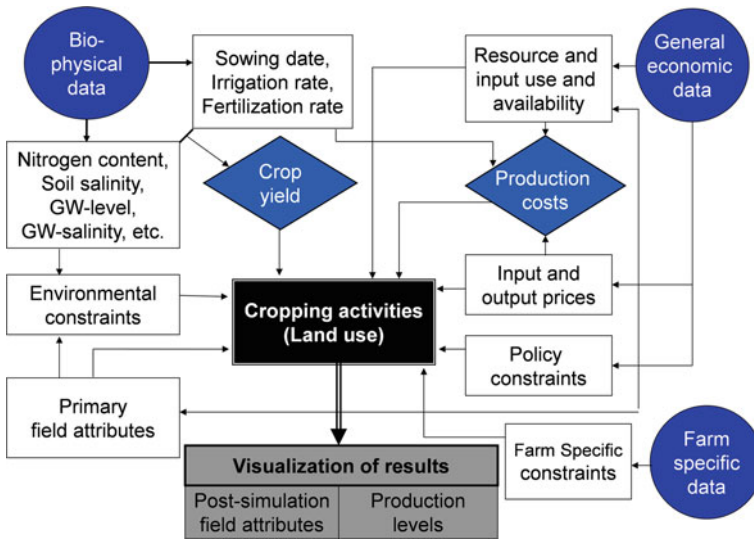 Bio-
physical
data
Sowing date,
Irrigation rate,
Fertilization rate
Resource and
input use and
availability
General
economic
data
Nitrogen content,
Soil salinity,
GW-level,
GW-salinity, etc.
Crop
yield
Production
costs
Environmental
constraints
Cropping activities
(Land use)
Input and
output prices
Policy
constraints
Primary
field attributes
Farm Specific
constraints
Farm
specific
data
Visualization of results
Post-simulation
field attributes
Production
levels